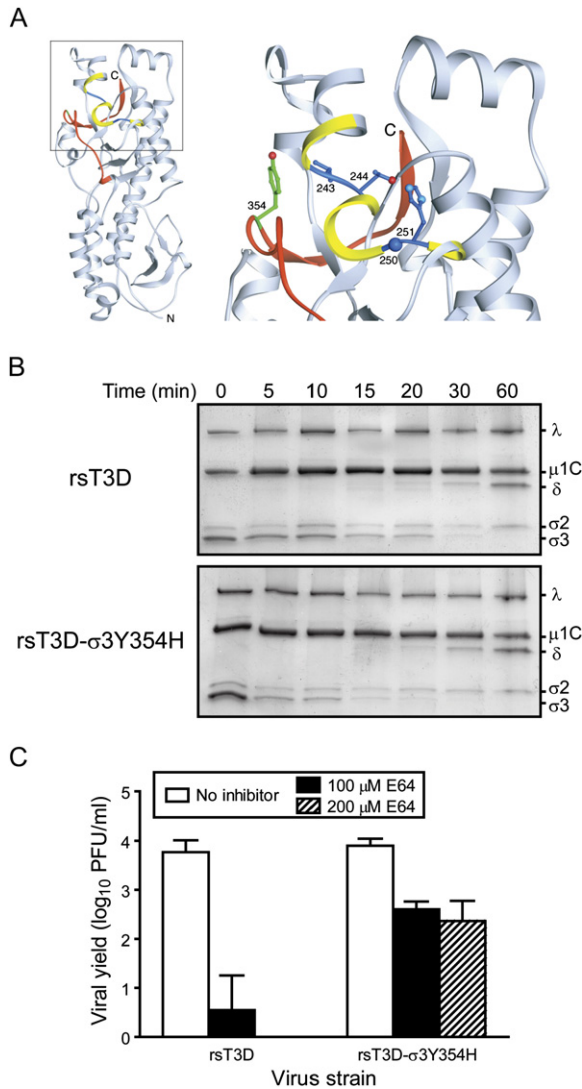 A
C
N
C
354
243
244
251
250
B
Time (min) 0 5 10 15 20 30 60
rsT3D
λ
μ1C
δ
σ2
σ3
rsT3D-σ3Y354H
λ
μ1C
δ
σ2
σ3
C
No inhibitor
100 μM E64
200 μM E64
Viral yield (log10 PFU/ml)
5
4
3
2
1
0
rsT3D
rsT3D-σ3Y354H
Virus strain